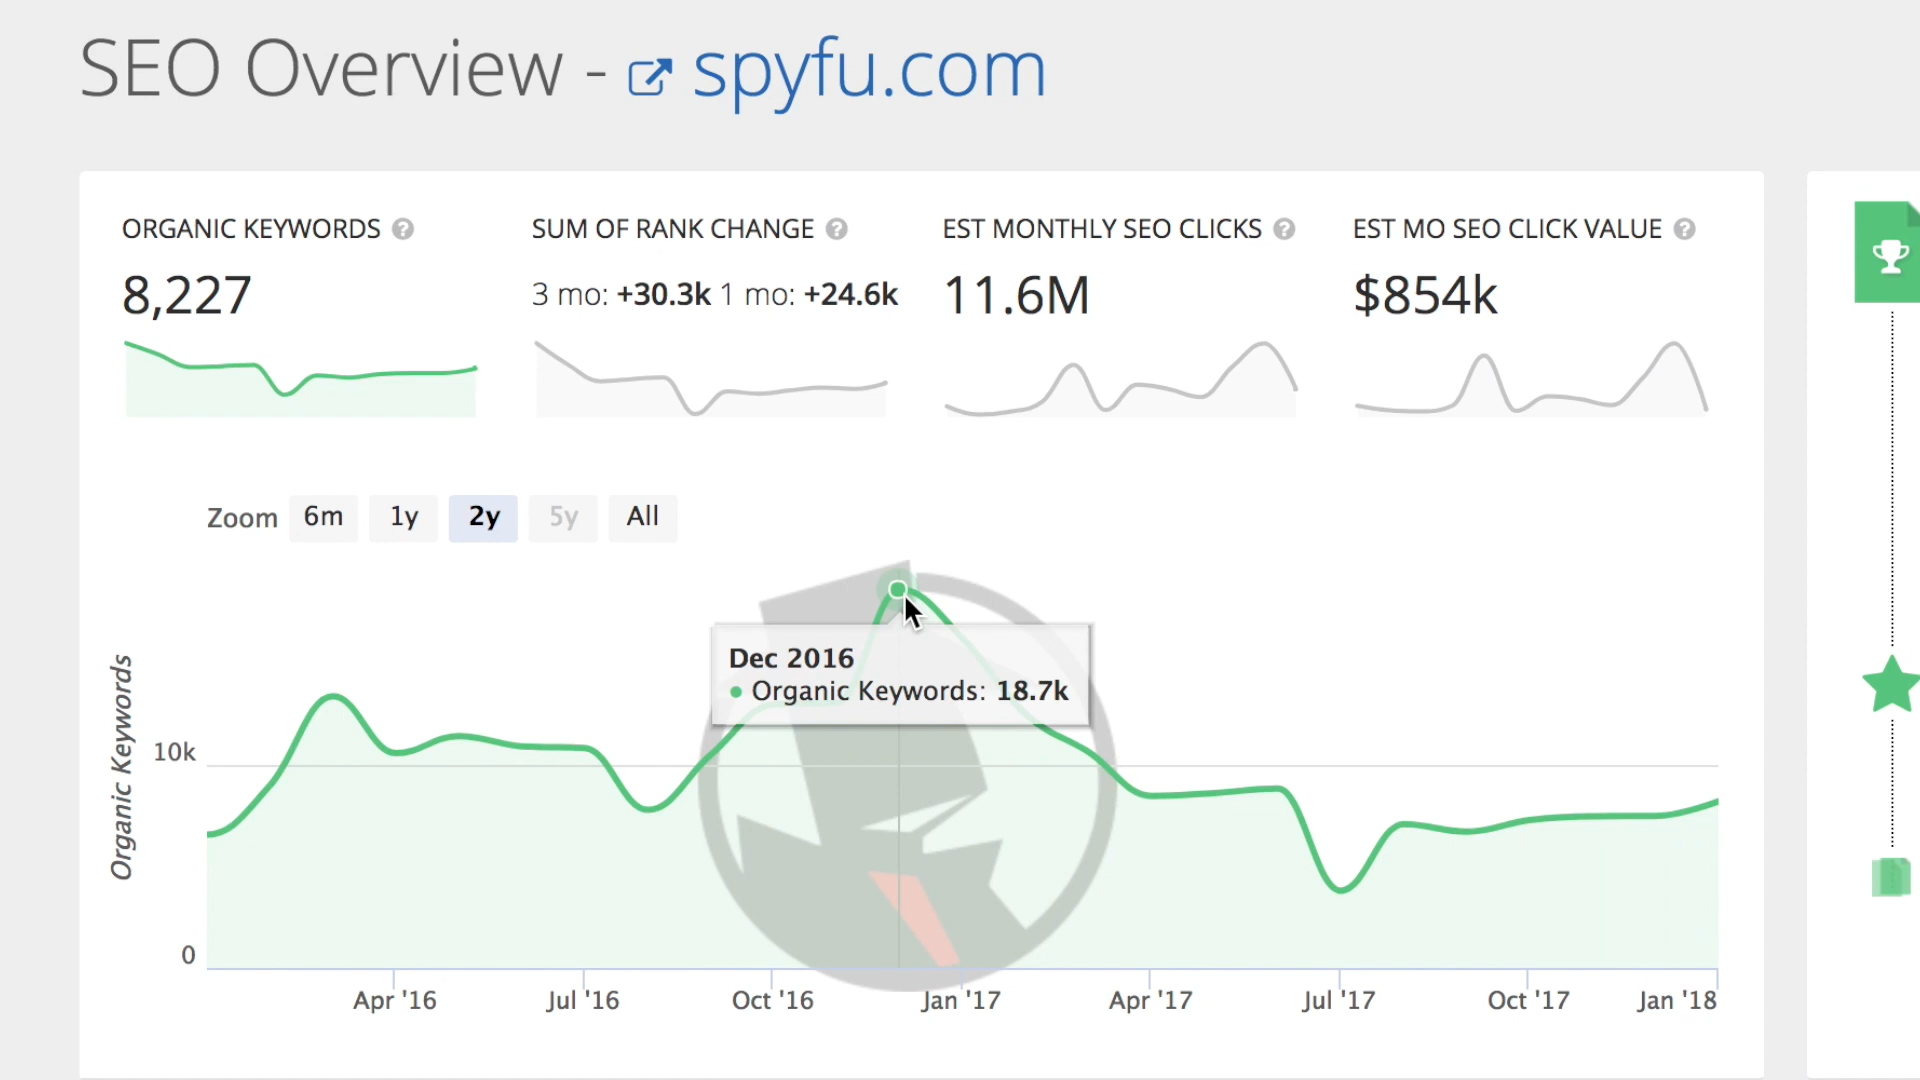 SEO Overview - spyfu.com
ORGANIC KEYWORDS ?
8,227
SUM OF RANK CHANGE ?
3 mo: +30.3k 1 mo: +24.6k
EST MONTHLY SEO CLICKS ?
11.6M
EST MO SEO CLICK VALUE ?
$854k
Zoom 6m 1y 2y 5y All
Organic Keywords
10k
0
Dec 2016
Organic Keywords: 18.7k
Apr '16 Jul '16 Oct '16 Jan '17 Apr '17 Jul '17 Oct '17 Jan '18